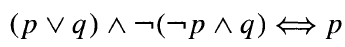 (p ∨ q) ∧ ¬(¬p ∧ q) ⟺ p